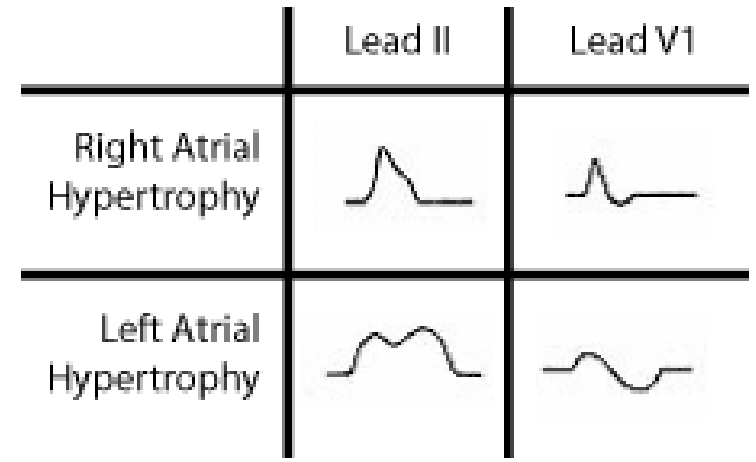 Lead II
Lead V1
Right Atrial
Hypertrophy
Left Atrial
Hypertrophy